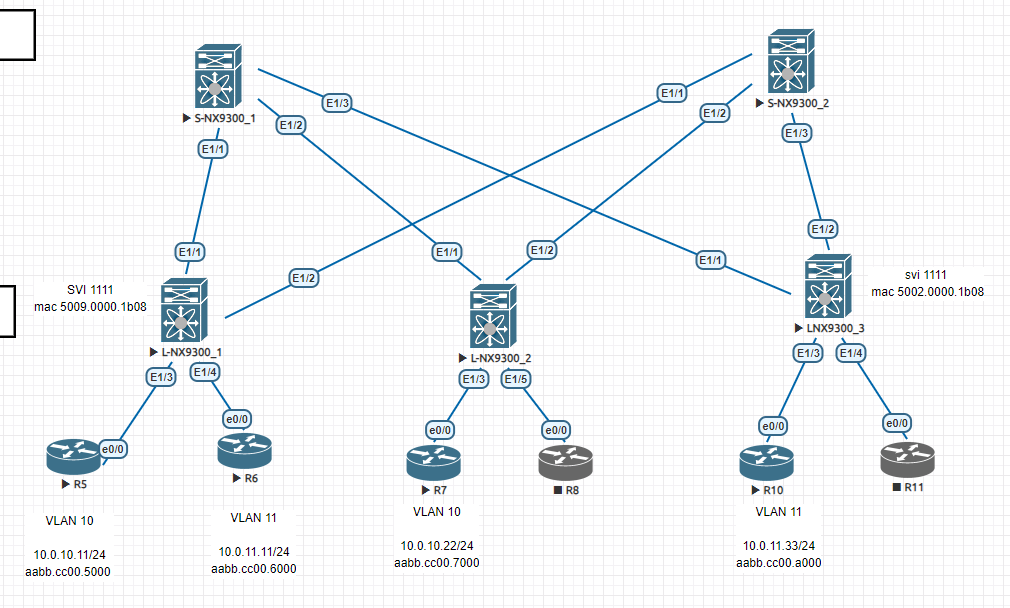 S-NX9300_1
S-NX9300_2
E1/3
E1/2
E1/1
E1/1
E1/2
E1/3
E1/1
E1/2
E1/1
E1/2
E1/1
E1/2
SVI 1111
mac 5009.0000.1b08
svi 1111
mac 5002.0000.1b08
L-NX9300_1
L-NX9300_2
LNX9300_3
E1/3
E1/4
E1/3
E1/5
E1/3
E1/4
e0/0
e0/0
e0/0
e0/0
e0/0
e0/0
R5
R6
R7
R8
R10
R11
VLAN 10
10.0.10.11/24
aabb.cc00.5000
VLAN 11
10.0.11.11/24
aabb.cc00.6000
VLAN 10
10.0.10.22/24
aabb.cc00.7000
VLAN 11
10.0.11.33/24
aabb.cc00.a000